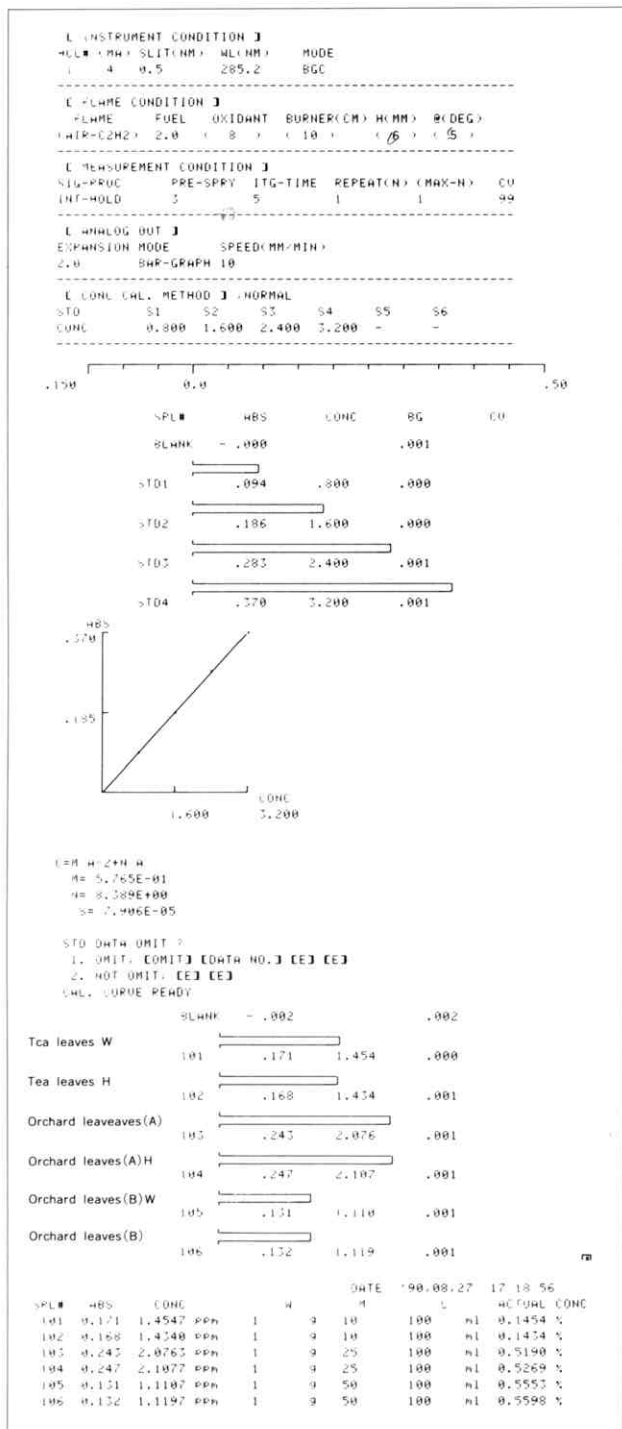 [ INSTRUMENT CONDITION ]
HCL# (MA) SLIT(NM) WL(NM) MODE
1 4 0.5 285.2 BGC
[ FLAME CONDITION ]
FLAME FUEL OXIDANT BURNER(CM) H(MM) @(DEG)
(AIR-C2H2) 2.0 ( 8 ) ( 10 ) ( 6 ) ( 5 )
[ MEASUREMENT CONDITION ]
SIG-PROC PRE-SPRY ITG-TIME REPEAT(N) (MAX-N) CV
INT-HOLD 3 5 1 1 99
[ ANALOG OUT ]
EXPANSION MODE SPEED(MM/MIN)
2.0 BAR-GRAPH 10
[ CONC CAL. METHOD ] :NORMAL
STD S1 S2 S3 S4 S5 S6
CONC 0.800 1.600 2.400 3.200 - -
.150 0.0 .50
SPL# ABS CONC BG CV
BLANK - .000 .001
STD1 .094 .800 .000
STD2 .186 1.600 .000
STD3 .283 2.400 .001
STD4 .370 3.200 .001
ABS
.370
.185
CONC
1.600 3.200
C=M A^2+N A
M= 5.765E-01
N= 8.389E+00
S= 7.906E-05
STD DATA OMIT ?
1. OMIT: [OMIT] [DATA NO.] [E] [E]
2. NOT OMIT: [E] [E]
CAL. CURVE READY
BLANK - .002 .002
Tca leaves W
101 .171 1.454 .000
Tea leaves H
102 .168 1.434 .001
Orchard leaveaves(A)
103 .243 2.076 .001
Orchard leaves(A)H
104 .247 2.107 .001
Orchard leaves(B)W
105 .131 1.110 .001
Orchard leaves(B)
106 .132 1.119 .001
DATE '90.08.27 17 18 56
SPL# ABS CONC W M L ACTUAL CONC
101 0.171 1.4547 ppm 1 g 10 100 ml 0.1454 %
102 0.168 1.4340 ppm 1 g 10 100 ml 0.1434 %
103 0.243 2.0763 ppm 1 g 25 100 ml 0.5190 %
104 0.247 2.1077 ppm 1 g 25 100 ml 0.5269 %
105 0.131 1.1107 ppm 1 g 50 100 ml 0.5553 %
106 0.132 1.1197 ppm 1 g 50 100 ml 0.5598 %